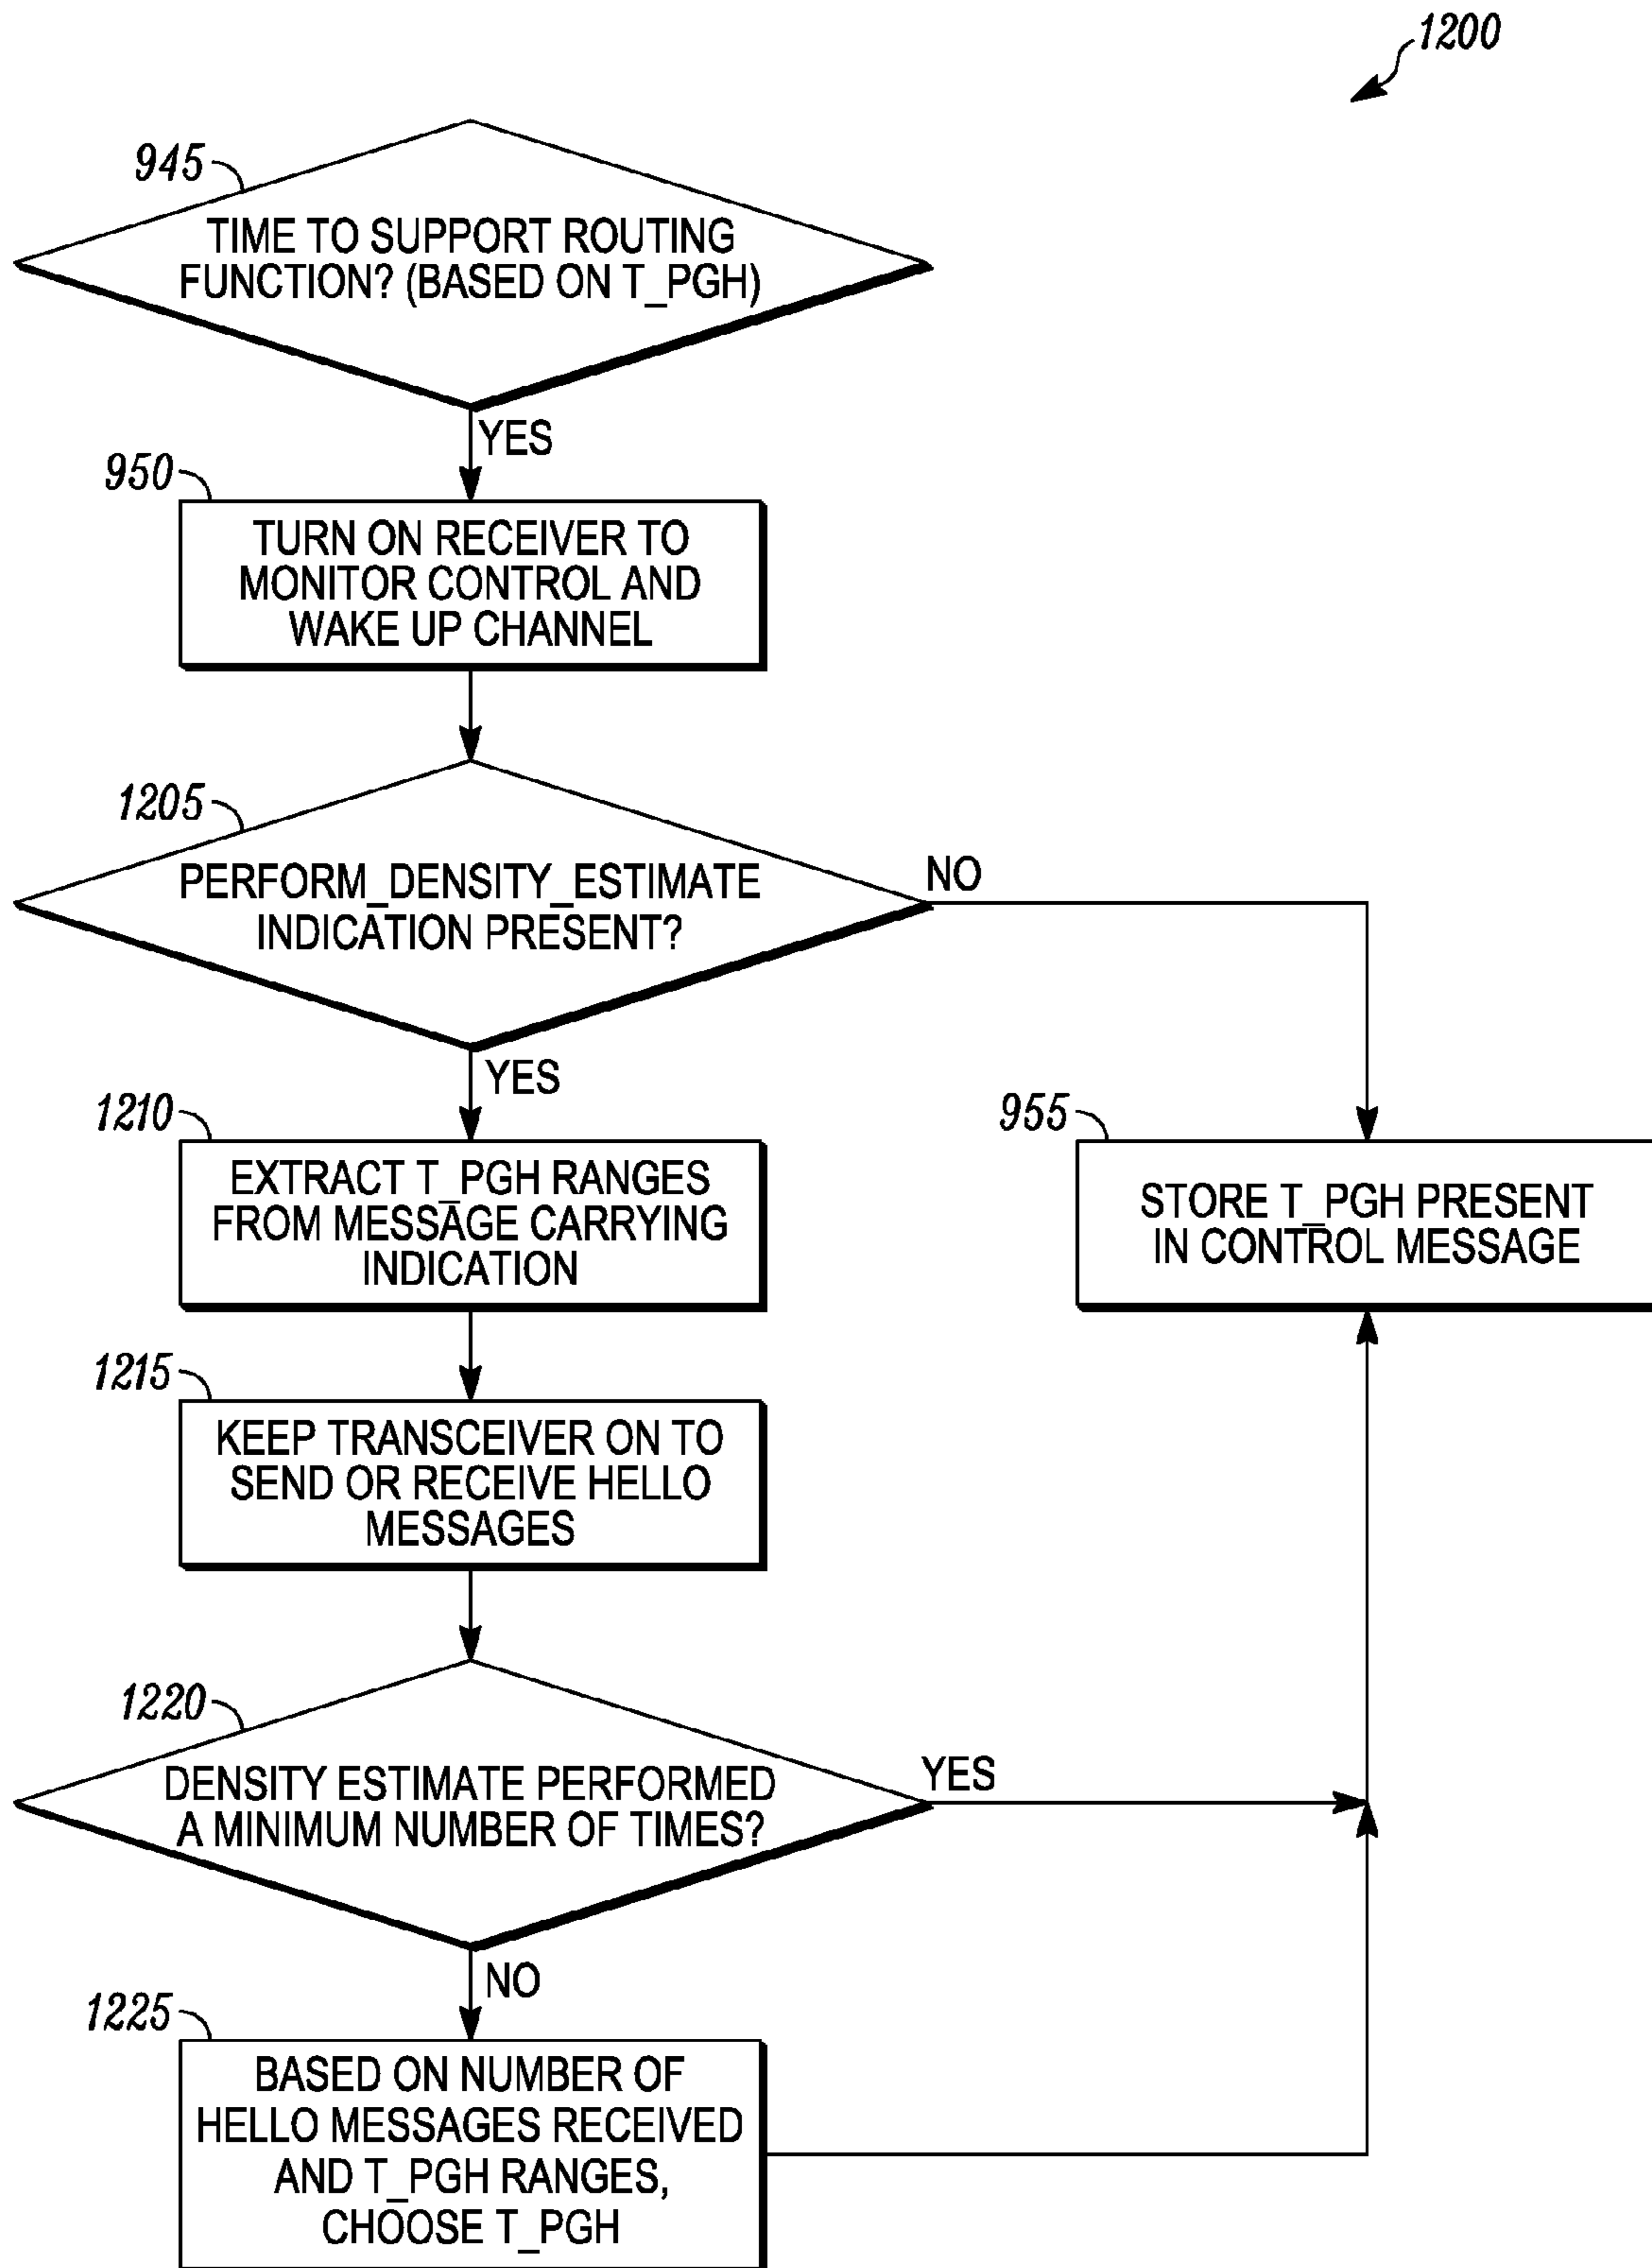 1200
945
TIME TO SUPPORT ROUTING
FUNCTION? (BASED ON T_PGH)
YES
950
TURN ON RECEIVER TO
MONITOR CONTROL AND
WAKE UP CHANNEL
1205
PERFORM_DENSITY_ESTIMATE
INDICATION PRESENT?
NO
YES
1210
EXTRACT T_PGH RANGES
FROM MESSAGE CARRYING
INDICATION
955
STORE T_PGH PRESENT
IN CONTROL MESSAGE
1215
KEEP TRANSCEIVER ON TO
SEND OR RECEIVE HELLO
MESSAGES
1220
DENSITY ESTIMATE PERFORMED
A MINIMUM NUMBER OF TIMES?
YES
NO
1225
BASED ON NUMBER OF
HELLO MESSAGES RECEIVED
AND T_PGH RANGES,
CHOOSE T_PGH